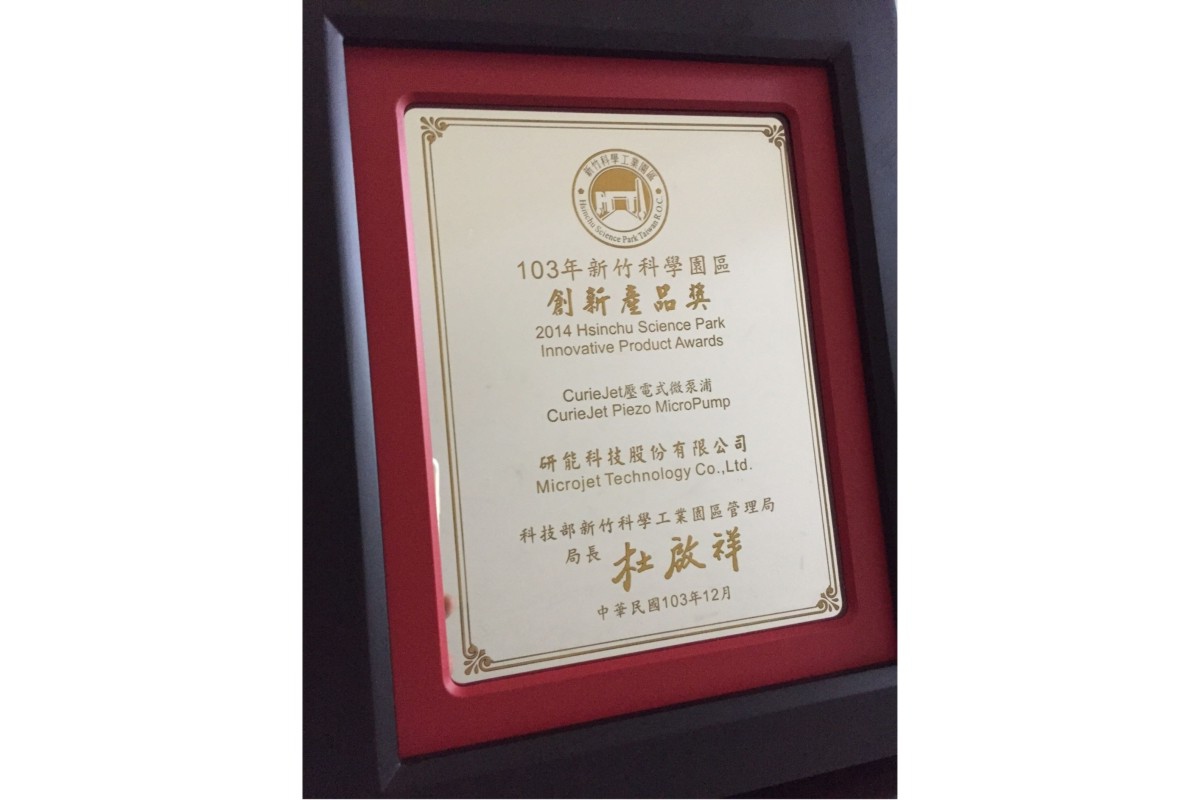 新竹科學工業園區
Hsinchu Science Park Taiwan R.O.C.
103年新竹科學園區
創新產品獎
2014 Hsinchu Science Park
Innovative Product Awards
CurieJet壓電式微泵浦
CurieJet Piezo MicroPump
研能科技股份有限公司
Microjet Technology Co.,Ltd.
科技部新竹科學工業園區管理局
局長 杜啟祥
中華民國103年12月